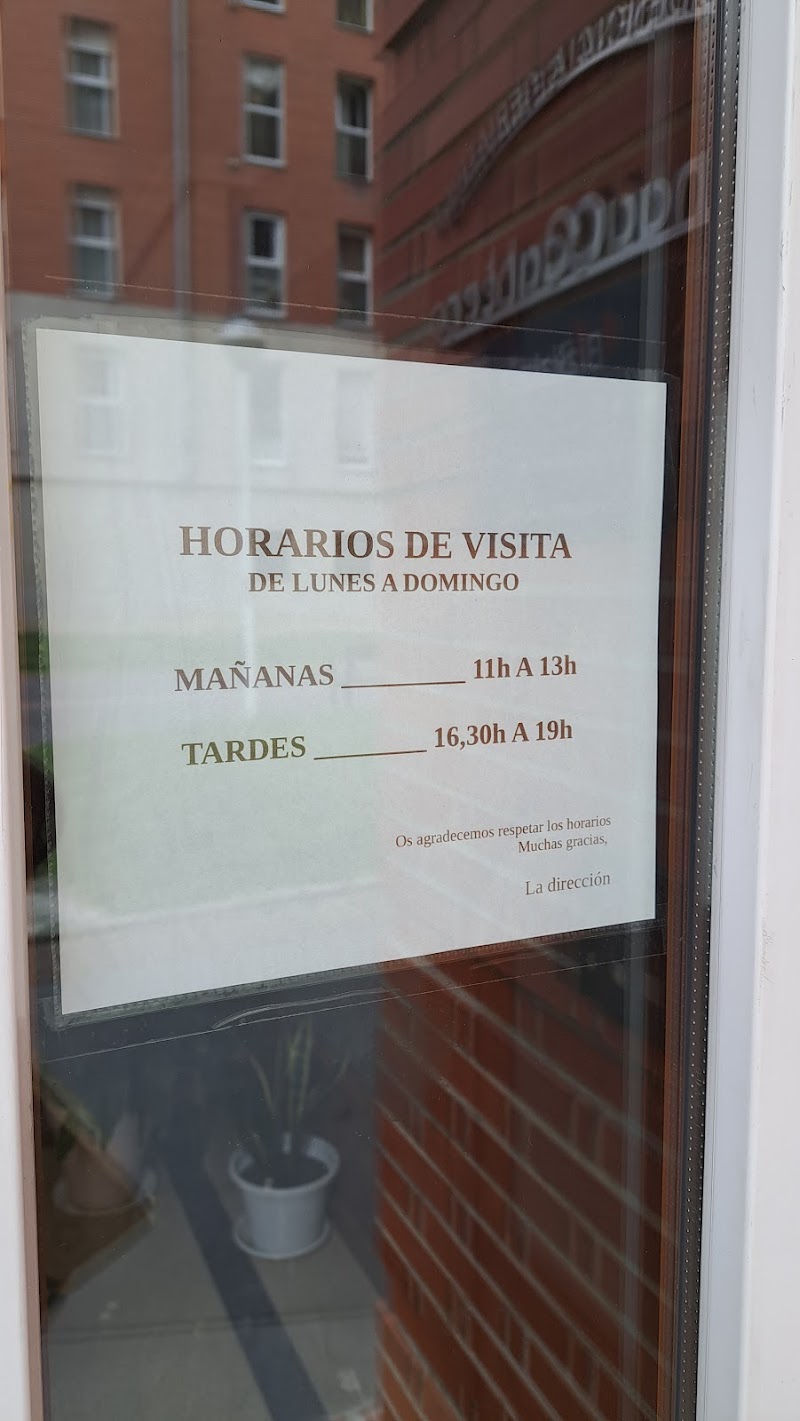 HORARIOS DE VISITA
DE LUNES A DOMINGO
MAÑANAS ________ 11h A 13h
TARDES ________ 16,30h A 19h
Os agradecemos respetar los horarios
Muchas gracias,
La dirección